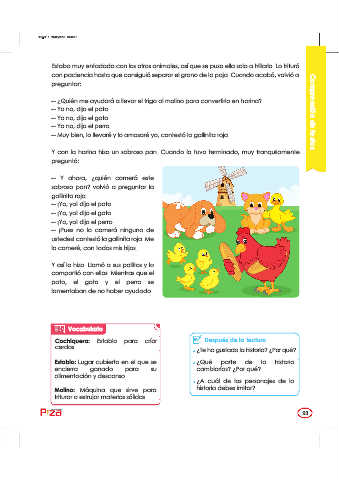 Estaba muy enfadada con los otros animales, así que se puso ella sola a trillarlo. Lo trituró
con paciencia hasta que consiguió separar el grano de la paja. Cuando acabó, volvió a
preguntar:
— ¿Quién me ayudará a llevar el trigo al molino para convertirlo en harina?
— Yo no, dijo el pato
— Yo no, dijo el gato
— Yo no, dijo el perro
— Muy bien, lo llevaré y lo amasaré yo, contestó la gallinita roja
Y con la harina hizo un sabroso pan. Cuando lo tuvo terminado, muy tranquilamente
preguntó:
— Y ahora, ¿quién comerá este
sabroso pan? volvió a preguntar la
gallinita roja
— ¡Yo, yo! dijo el pato
— ¡Yo, yo! dijo el gato
— ¡Yo, yo! dijo el perro
— ¡Pues no lo comerá ninguno de
ustedes! contestó la gallinita roja. Me
lo comeré, con todos mis hijos
Y así lo hizo. Llamó a sus pollitos y lo
compartió con ellos. Mientras que el
pato, el gato y el perro se
lamentaban de no haber ayudado
Comprensión de lectura
Vocabulario
Cochiquera: Establo para criar
cerdos
Establo: Lugar cubierto en el que se
encierra ganado para su
alimentación y descanso
Molino: Máquina que sirve para
triturar o estrujar materias sólidas
Después de la lectura
¿Te ha gustado la historia? ¿Por qué?
¿Qué parte de la historia
cambiarías? ¿Por qué?
¿A cuál de los personajes de la
historia debes imitar?
93